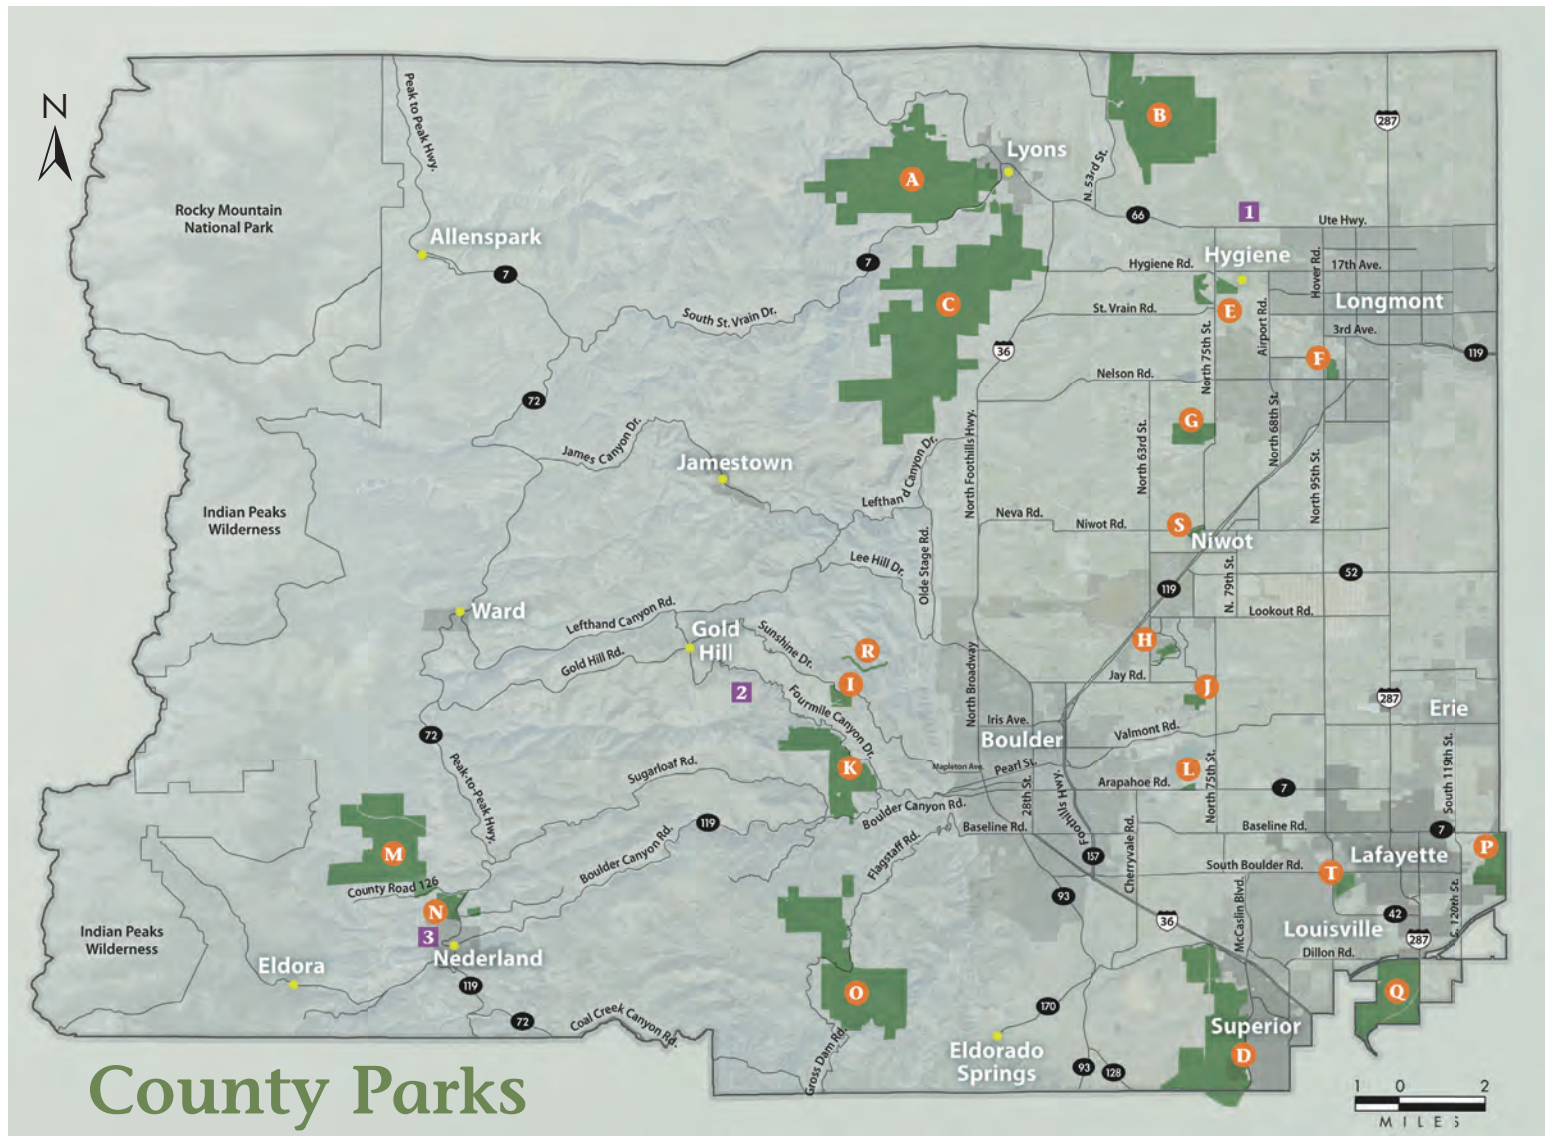 County Parks
N
Peak to Peak Hwy.
Rocky Mountain
National Park
Allenspark
7
South St. Vrain Dr.
7
72
A
B
C
Lyons
N. 53rd St.
66
1
Ute Hwy.
287
Hygiene
Hygiene Rd.
17th Ave.
Hover Rd.
Longmont
St. Vrain Rd.
E
Airport Rd.
3rd Ave.
North 75th St.
F
119
36
Nelson Rd.
G
North 63rd St.
North 68th St.
North 95th St.
North Foothills Hwy.
James Canyon Dr.
Jamestown
Lefthand Canyon Dr.
Indian Peaks
Wilderness
Neva Rd.
Niwot Rd.
S
Niwot
Olde Stage Rd.
Lee Hill Dr.
52
N. 79th St.
119
Lookout Rd.
Ward
Lefthand Canyon Rd.
Gold
Hill
Sunshine Dr.
Gold Hill Rd.
R
I
H
Jay Rd.
J
2
Fourmile Canyon Dr.
North Broadway
287
Erie
Iris Ave.
Boulder
Valmont Rd.
72
Peak-to-Peak Hwy.
Sugarloaf Rd.
K
Mapleton Ave.
Pearl St.
L
Arapahoe Rd.
North 75th St.
7
South 119th St.
28th St.
Foothills Hwy.
Boulder Canyon Rd.
119
Boulder Canyon Rd.
Baseline Rd.
Baseline Rd.
7
Flagstaff Rd.
157
Cherryvale Rd.
South Boulder Rd.
Lafayette
P
T
M
County Road 126
N
93
36
McCaslin Blvd.
42
S. 120th St.
Louisville
287
Dillon Rd.
Indian Peaks
Wilderness
3
Nederland
Eldora
119
O
Q
170
72
Coal Creek Canyon Rd.
Gross Dam Rd.
Eldorado
Springs
Superior
D
93
128
1 0 2
MILES